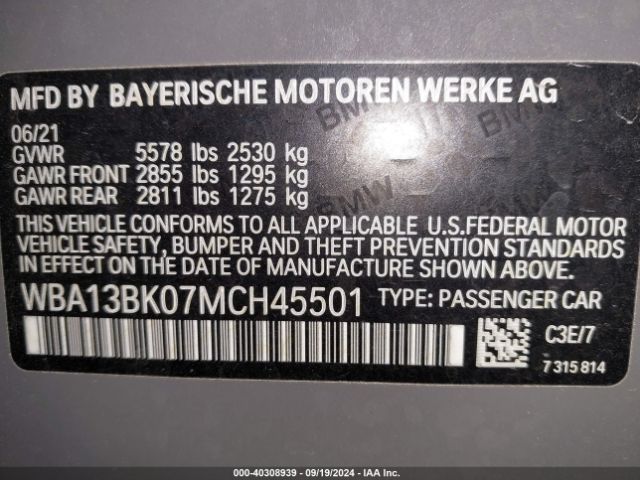 MFD BY BAYERISCHE MOTOREN WERKE AG
06/21
GVWR 5578 lbs 2530 kg
GAWR FRONT 2855 lbs 1295 kg
GAWR REAR 2811 lbs 1275 kg
THIS VEHICLE CONFORMS TO ALL APPLICABLE U.S.FEDERAL MOTOR
VEHICLE SAFETY, BUMPER AND THEFT PREVENTION STANDARDS
IN EFFECT ON THE DATE OF MANUFACTURE SHOWN ABOVE.
WBA13BK07MCH45501 TYPE: PASSENGER CAR
C3E/7
7 315 814
BMW
BMW
BMW
000-40308939 - 09/19/2024 - IAA Inc.